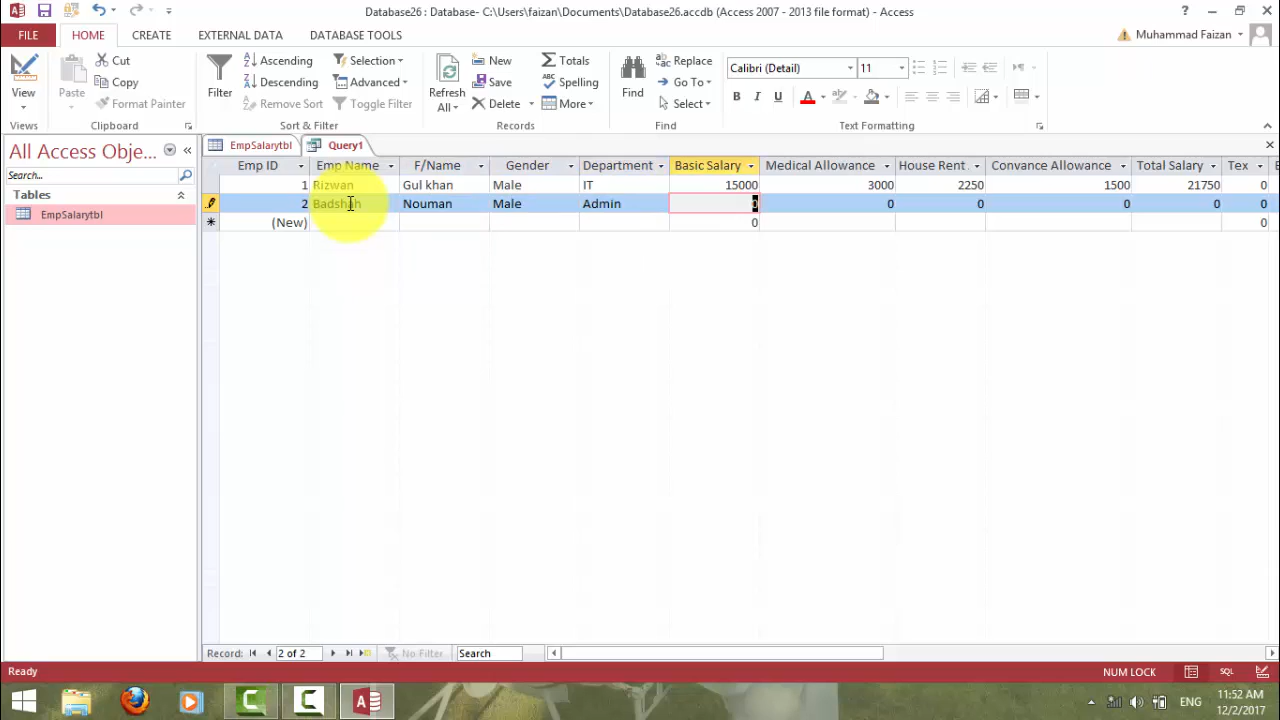 Database26 : Database- C:\Users\faizan\Documents\Database26.accdb (Access 2007 - 2013 file format) - Access
FILE HOME CREATE EXTERNAL DATA DATABASE TOOLS Muhammad Faizan
View
Views
Paste
Cut
Copy
Format Painter
Clipboard
Filter
Ascending
Descending
Remove Sort
Selection
Advanced
Toggle Filter
Sort & Filter
Refresh
All
New
Save
Delete
Totals
Spelling
More
Records
Find
Replace
Go To
Select
Find
Calibri (Detail) 11
B I U A
Text Formatting
All Access Obje...
Search...
Tables
EmpSalarytbl
EmpSalarytbl Query1
Emp ID Emp Name F/Name Gender Department Basic Salary Medical Allowance House Rent Convance Allowance Total Salary Tex
1 Rizwan Gul khan Male IT 15000 3000 2250 1500 21750 0
2 Badshah Nouman Male Admin 0 0 0 0 0 0
(New) 0 0
Record: 2 of 2 No Filter Search
Ready NUM LOCK SQL
ENG 11:52 AM
12/2/2017